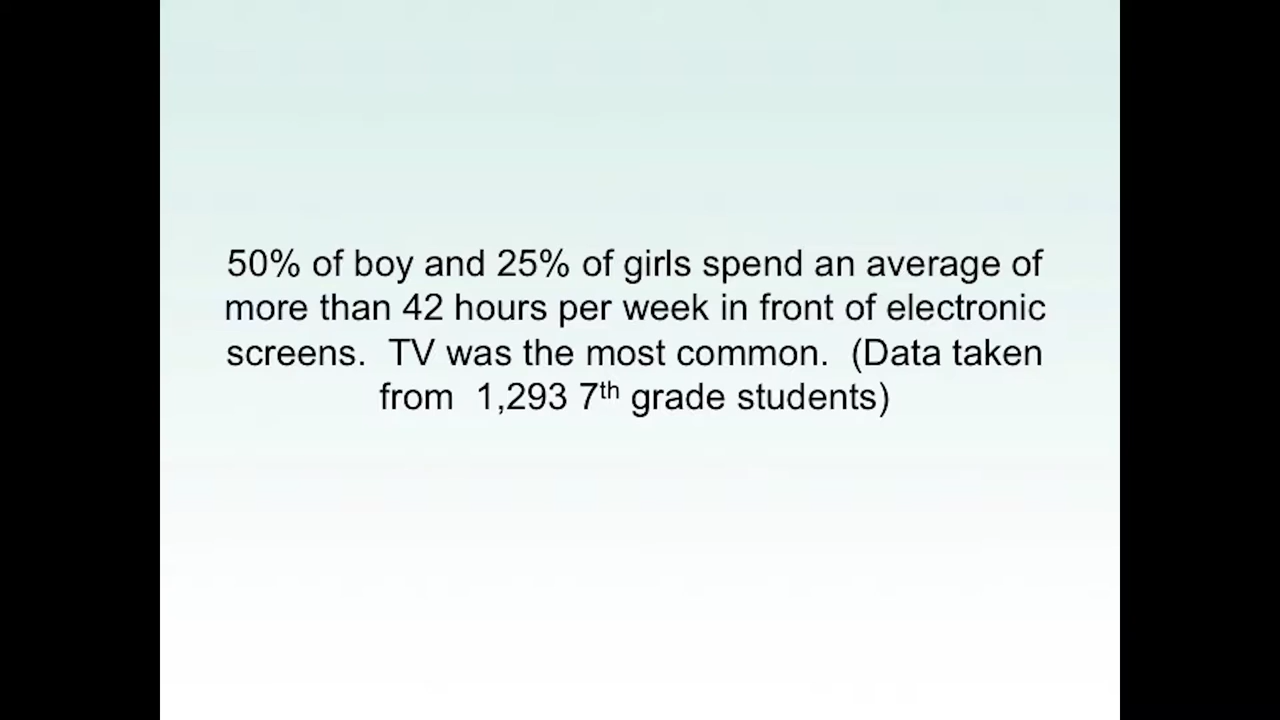 50% of boy and 25% of girls spend an average of
more than 42 hours per week in front of electronic
screens.  TV was the most common.  (Data taken
from  1,293 7th grade students)